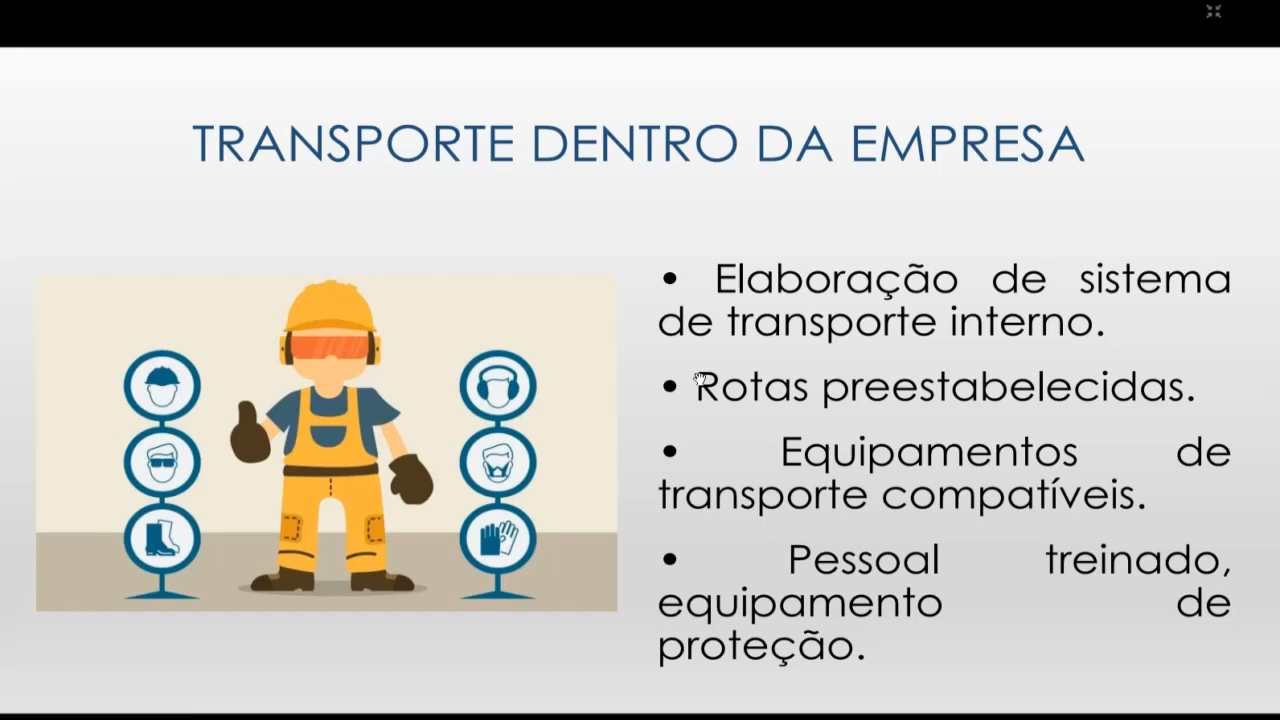 TRANSPORTE DENTRO DA EMPRESA
• Elaboração de sistema
de transporte interno.
• Rotas preestabelecidas.
• Equipamentos de
transporte compatíveis.
• Pessoal treinado,
equipamento de
proteção.